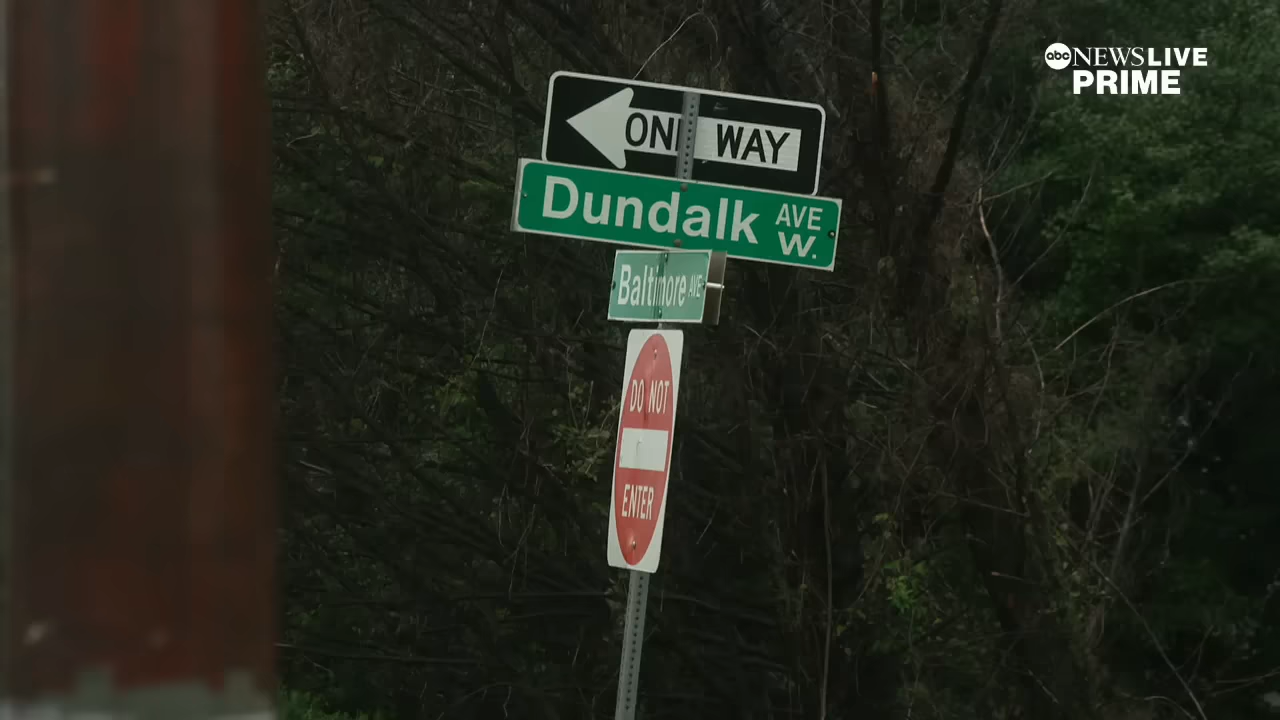 abc NEWS LIVE
PRIME
ONE WAY
Dundalk AVE W.
Baltimore AVE
DO NOT
ENTER